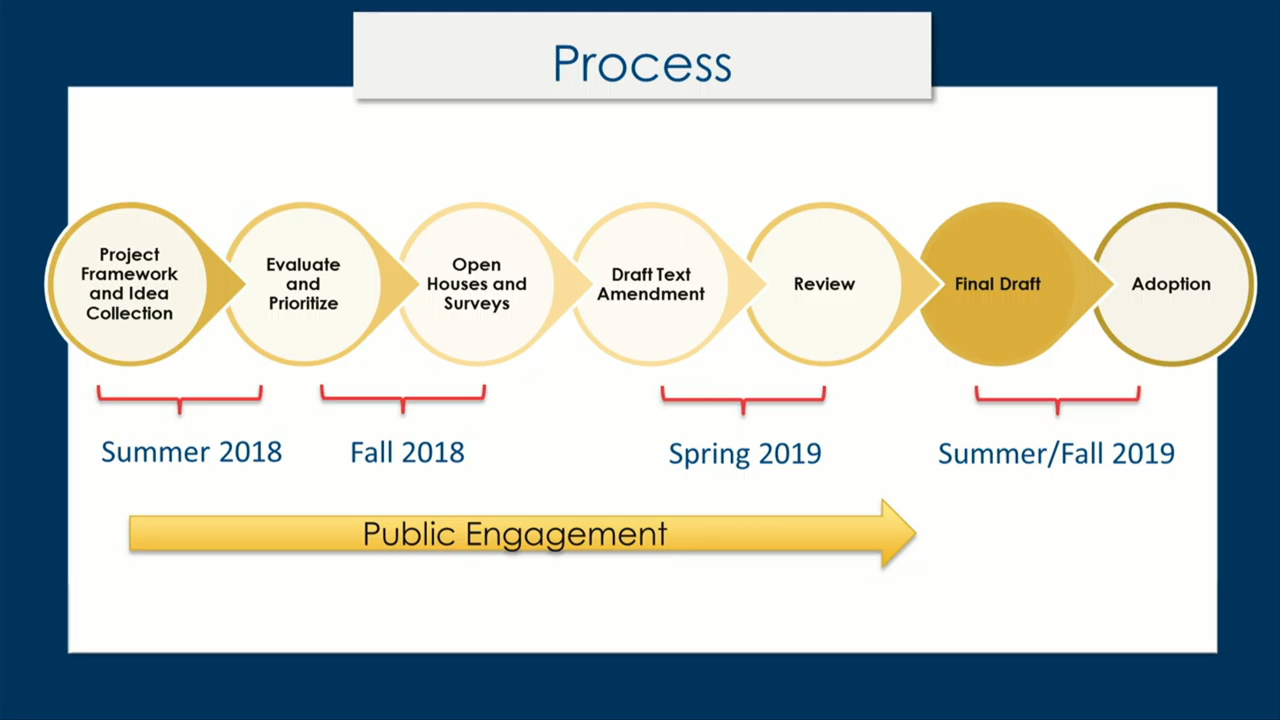 Process
Project
Framework
and Idea
Collection
Evaluate
and
Prioritize
Open
Houses and
Surveys
Draft Text
Amendment
Review
Final Draft
Adoption
Summer 2018
Fall 2018
Spring 2019
Summer/Fall 2019
Public Engagement